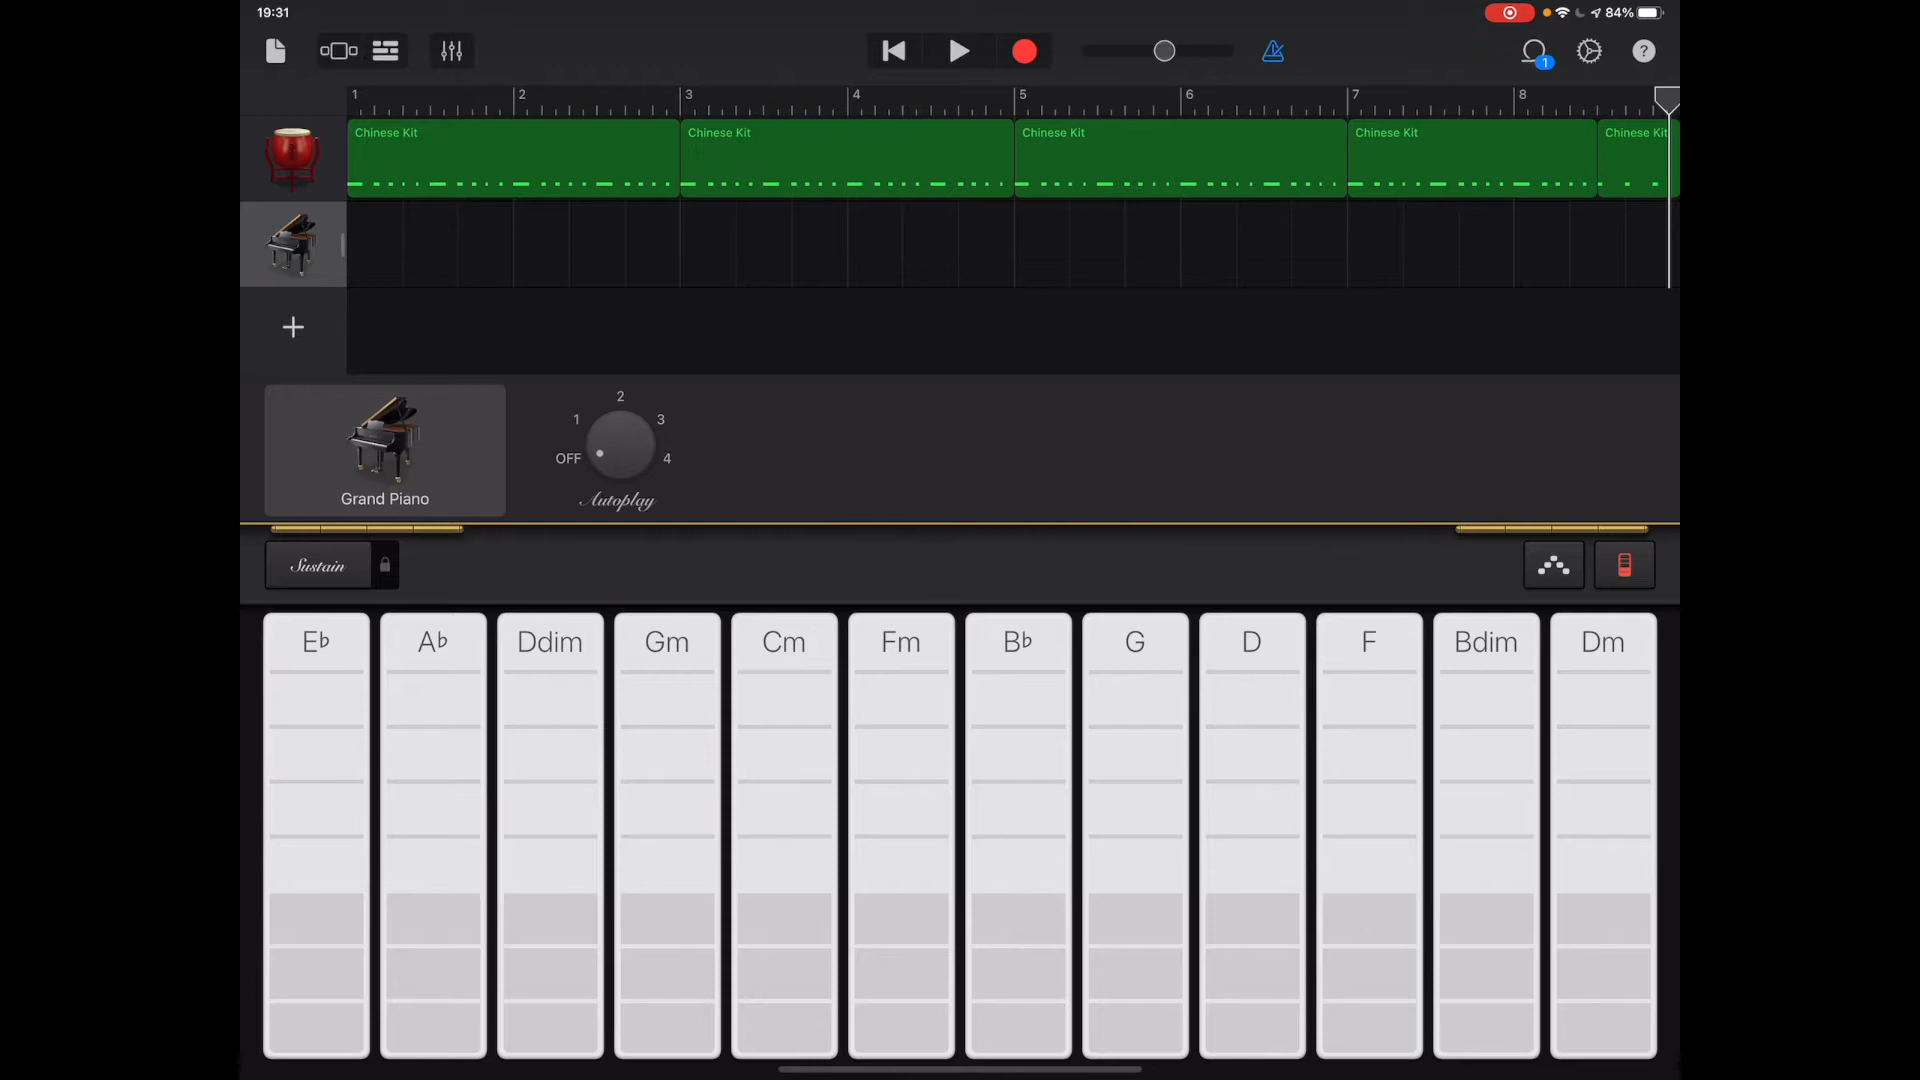 19:31
84%
?
1
1 2 3 4 5 6 7 8
Chinese Kit Chinese Kit Chinese Kit Chinese Kit Chinese Kit
2
1 3
OFF 4
Grand Piano
Autoplay
Sustain
E♭ A♭ Ddim Gm Cm Fm B♭ G D F Bdim Dm